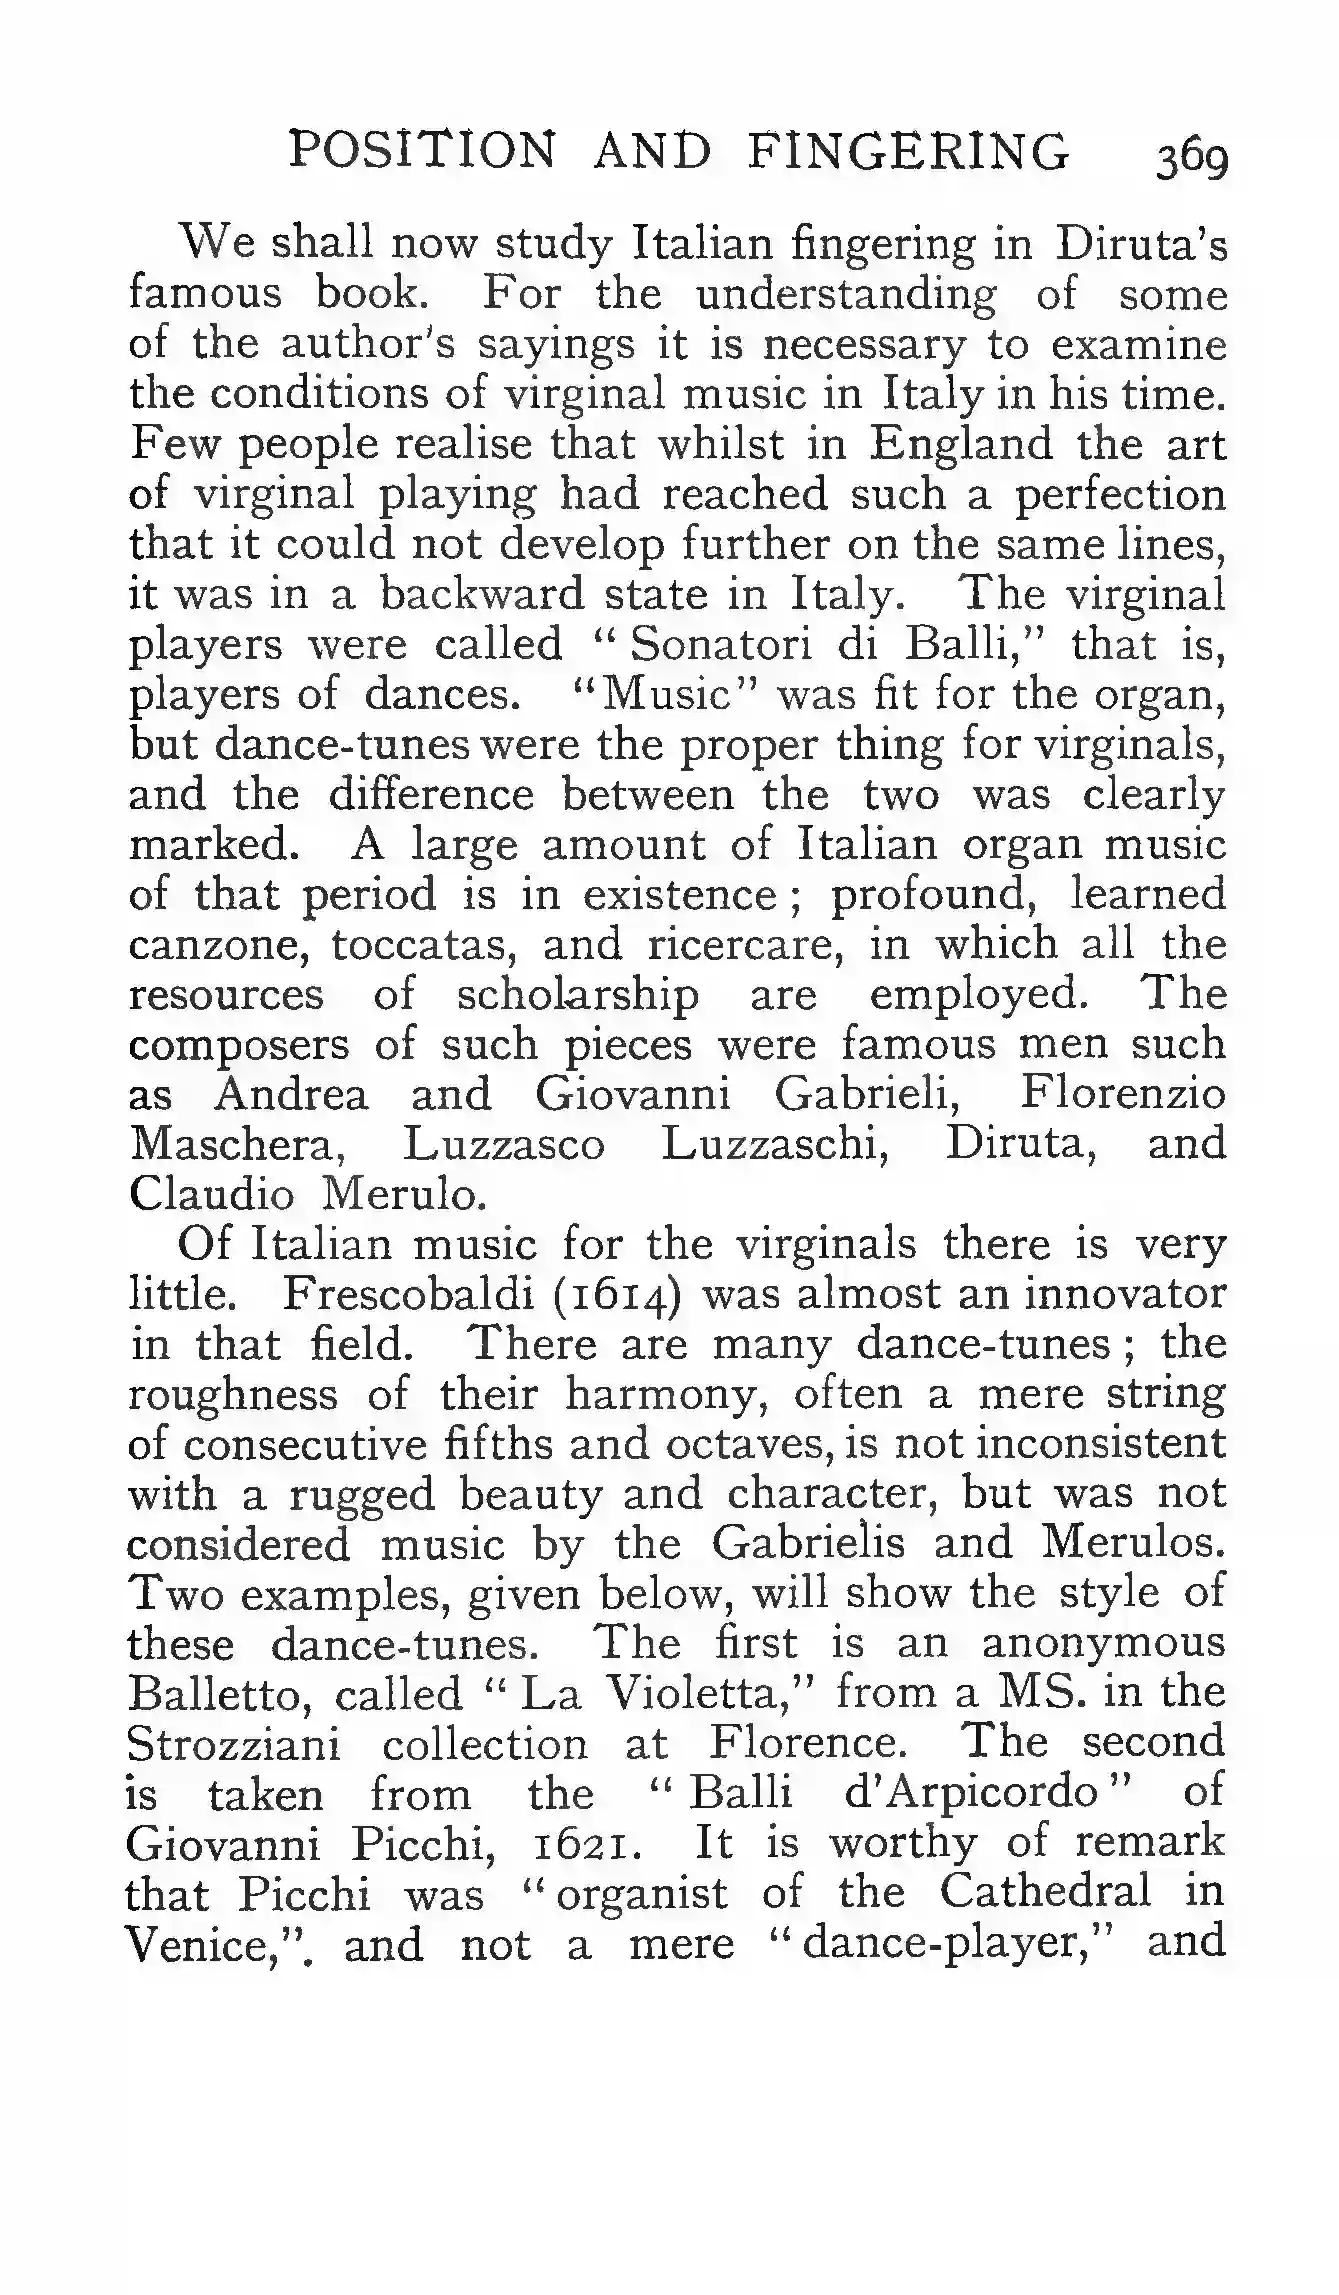 POSITION AND FINGERING 369
We shall now study Italian fingering in Diruta's
famous book. For the understanding of some
of the author's sayings it is necessary to examine
the conditions of virginal music in Italy in his time.
Few people realise that whilst in England the art
of virginal playing had reached such a perfection
that it could not develop further on the same lines,
it was in a backward state in Italy. The virginal
players were called “ Sonatori di Balli,” that is,
players of dances. “Music” was fit for the organ,
but dance-tunes were the proper thing for virginals,
and the difference between the two was clearly
marked. A large amount of Italian organ music
of that period is in existence ; profound, learned
canzone, toccatas, and ricercare, in which all the
resources of scholarship are employed. The
composers of such pieces were famous men such
as Andrea and Giovanni Gabrieli, Florenzio
Maschera, Luzzasco Luzzaschi, Diruta, and
Claudio Merulo.
Of Italian music for the virginals there is very
little. Frescobaldi (1614) was almost an innovator
in that field. There are many dance-tunes ; the
roughness of their harmony, often a mere string
of consecutive fifths and octaves, is not inconsistent
with a rugged beauty and character, but was not
considered music by the Gabrielis and Merulos.
Two examples, given below, will show the style of
these dance-tunes. The first is an anonymous
Balletto, called “ La Violetta,” from a MS. in the
Strozziani collection at Florence. The second
is taken from the “ Balli d'Arpicordo ” of
Giovanni Picchi, 1621. It is worthy of remark
that Picchi was “ organist of the Cathedral in
Venice,”. and not a mere “ dance-player,” and